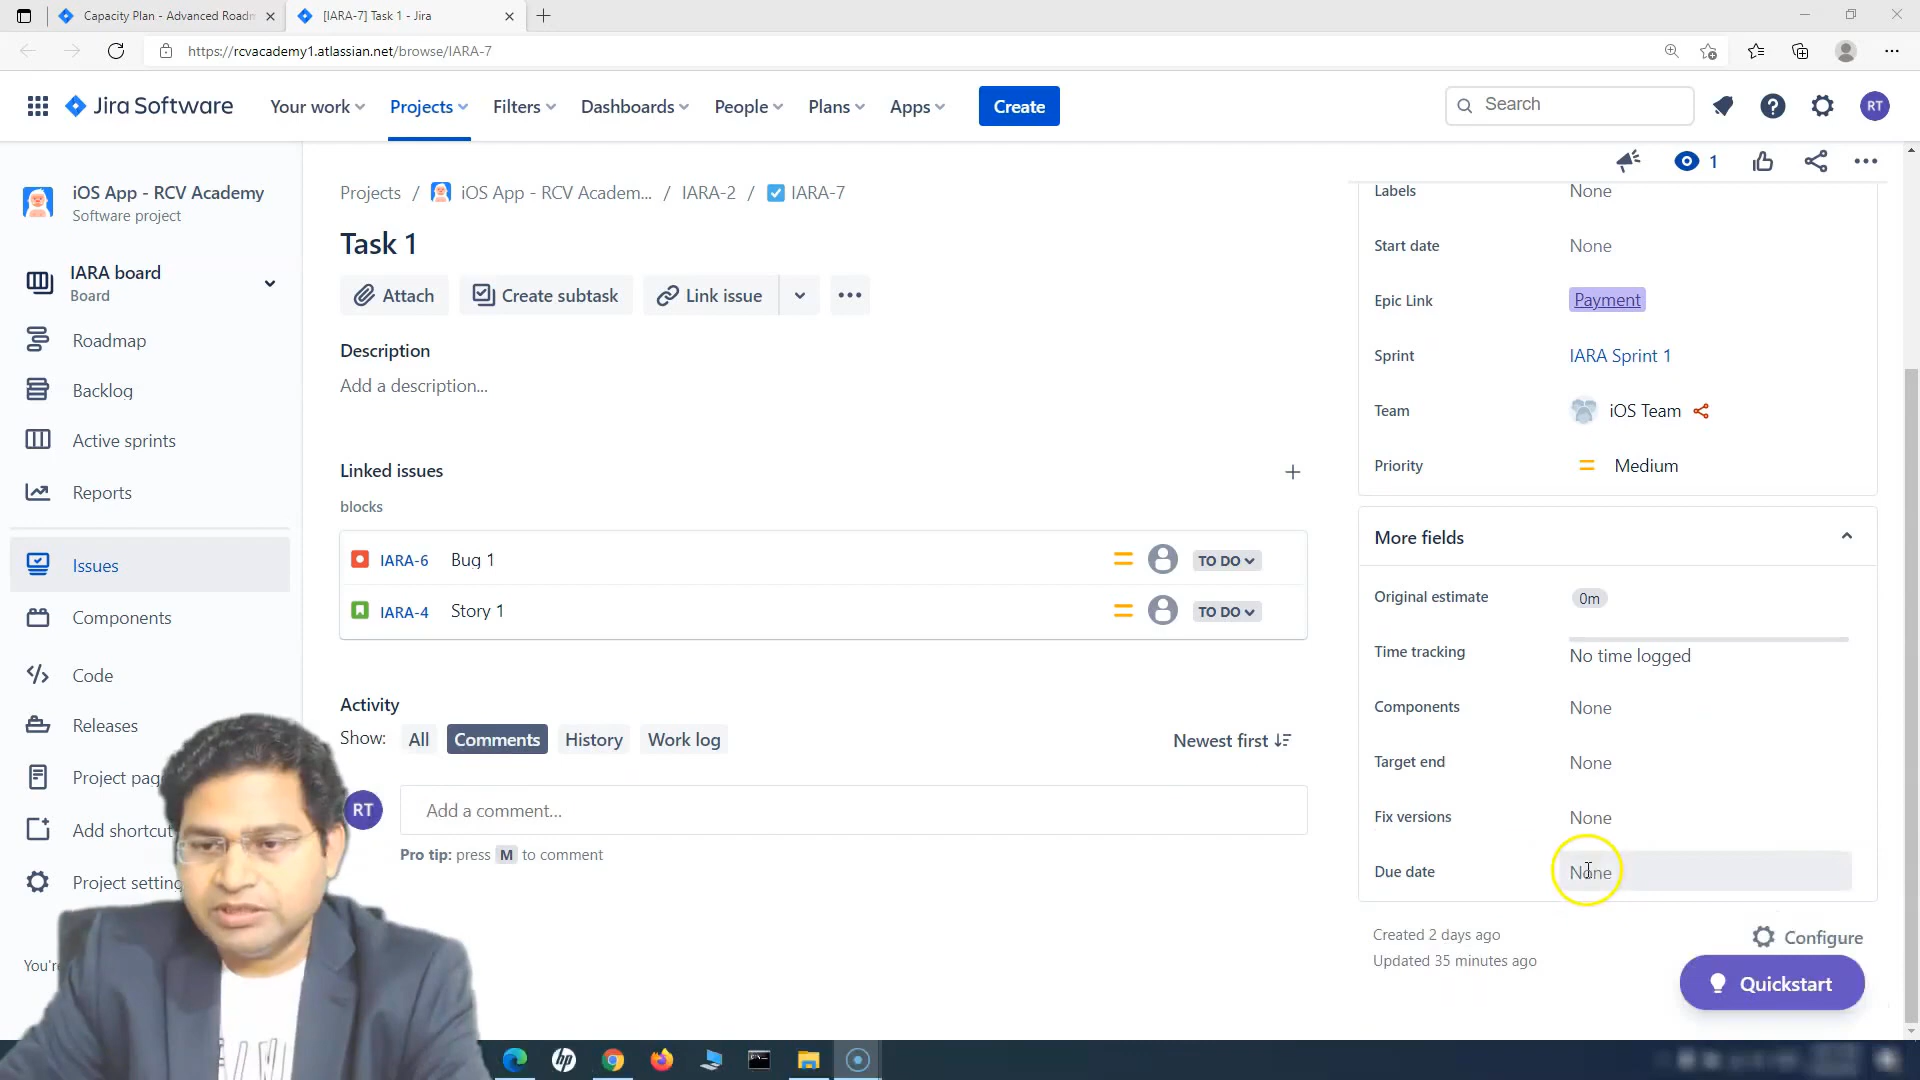 Capacity Plan - Advanced Roadm
[IARA-7] Task 1 - Jira
https://rcvacademy1.atlassian.net/browse/IARA-7
Jira Software
Your work
Projects
Filters
Dashboards
People
Plans
Apps
Create
Search
RT
iOS App - RCV Academy
Software project
IARA board
Board
Roadmap
Backlog
Active sprints
Reports
Issues
Components
Code
Releases
Project pag
Add shortcut
Project setting
You're
Projects / iOS App - RCV Academ... / IARA-2 / IARA-7
1
Task 1
Attach
Create subtask
Link issue
Description
Add a description...
Linked issues
blocks
IARA-6 Bug 1 TO DO
IARA-4 Story 1 TO DO
Activity
Show: All Comments History Work log Newest first
RT
Add a comment...
Pro tip: press M to comment
Labels None
Start date None
Epic Link Payment
Sprint IARA Sprint 1
Team iOS Team
Priority Medium
More fields
Original estimate 0m
Time tracking No time logged
Components None
Target end None
Fix versions None
Due date None
Created 2 days ago
Updated 35 minutes ago
Configure
Quickstart
hp